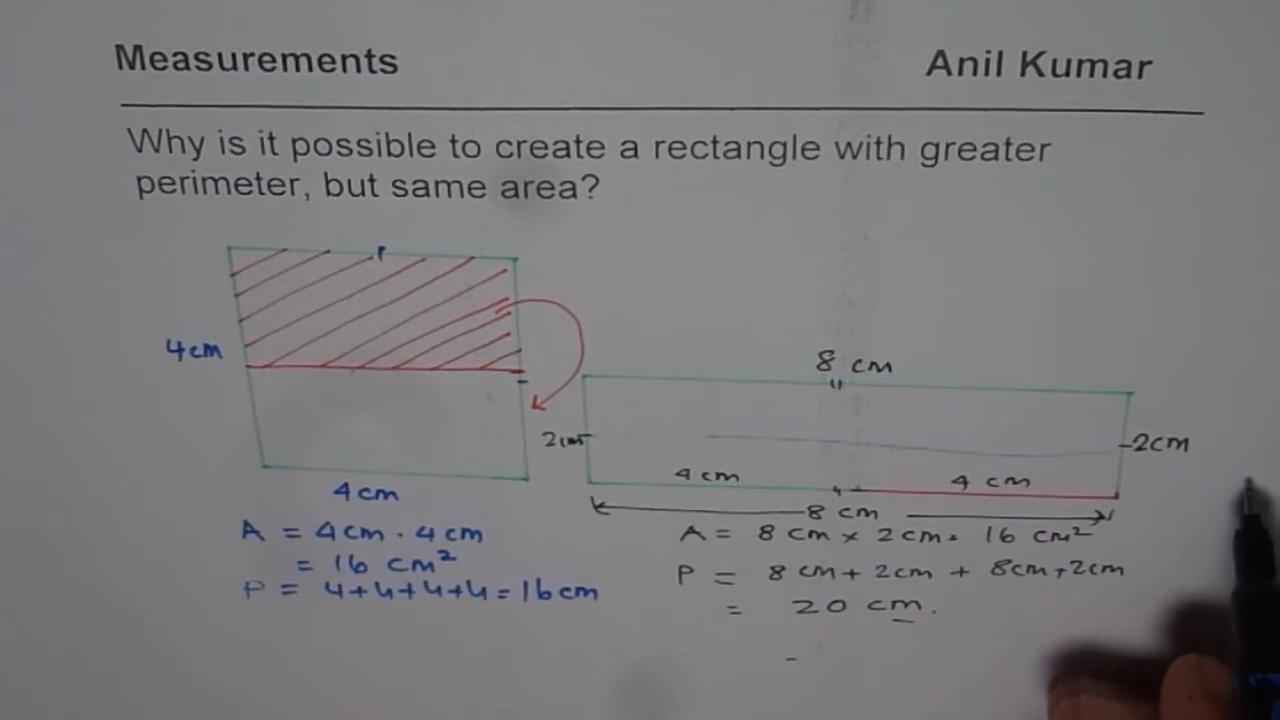 Measurements
Anil Kumar
Why is it possible to create a rectangle with greater
perimeter, but same area?
4cm
4cm
A = 4cm . 4cm
= 16 cm²
P = 4+4+4+4=16cm
8 cm
2cm
2cm
4 cm
4 cm
8 cm
A = 8 cm x 2cm = 16 cm²
P = 8 cm + 2cm + 8cm+2cm
= 20 cm.